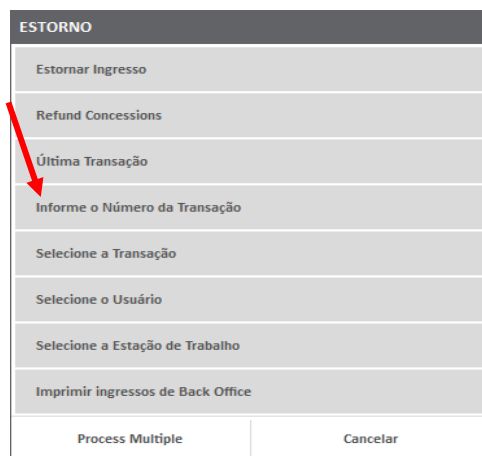 ESTORNO
Estornar Ingresso
Refund Concessions
Última Transação
Informe o Número da Transação
Selecione a Transação
Selecione o Usuário
Selecione a Estação de Trabalho
Imprimir ingressos de Back Office
Process Multiple
Cancelar